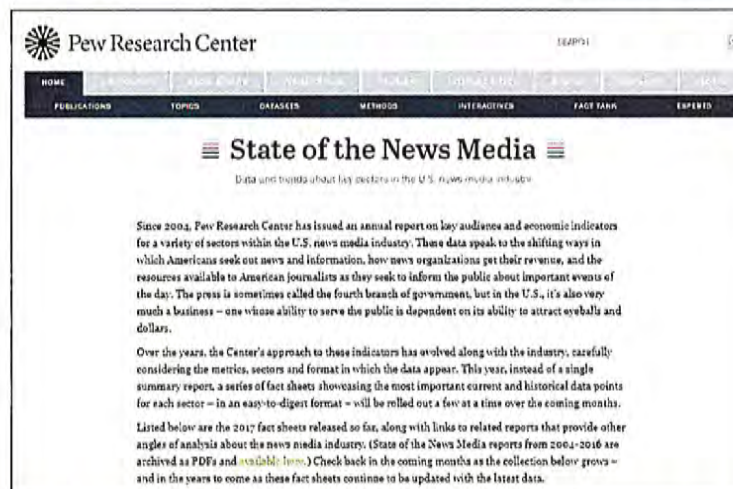 Pew Research Center
SEARCH
HOME
PUBLICATIONS TOPICS DATASETS METHODS INTERACTIVES FACT TANK EXPERTS
State of the News Media
Data and trends about key sectors in the U.S. news media industry
Since 2004, Pew Research Center has issued an annual report on key audience and economic indicators
for a variety of sectors within the U.S. news media industry. These data speak to the shifting ways in
which Americans seek out news and information, how news organizations get their revenue, and the
resources available to American journalists as they seek to inform the public about important events of
the day. The press is sometimes called the fourth branch of government, but in the U.S., it's also very
much a business – one whose ability to serve the public is dependent on its ability to attract eyeballs and
dollars.
Over the years, the Center's approach to these indicators has evolved along with the industry, carefully
considering the metrics, sectors and format in which the data appear. This year, instead of a single
summary report, a series of fact sheets showcasing the most important current and historical data points
for each sector – in an easy-to-digest format – will be rolled out a few at a time over the coming months.
Listed below are the 2017 fact sheets released so far, along with links to related reports that provide other
angles of analysis about the news media industry. (State of the News Media reports from 2004-2016 are
archived as PDFs and available here.) Check back in the coming months as the collection below grows –
and in the years to come as these fact sheets continue to be updated with the latest data.